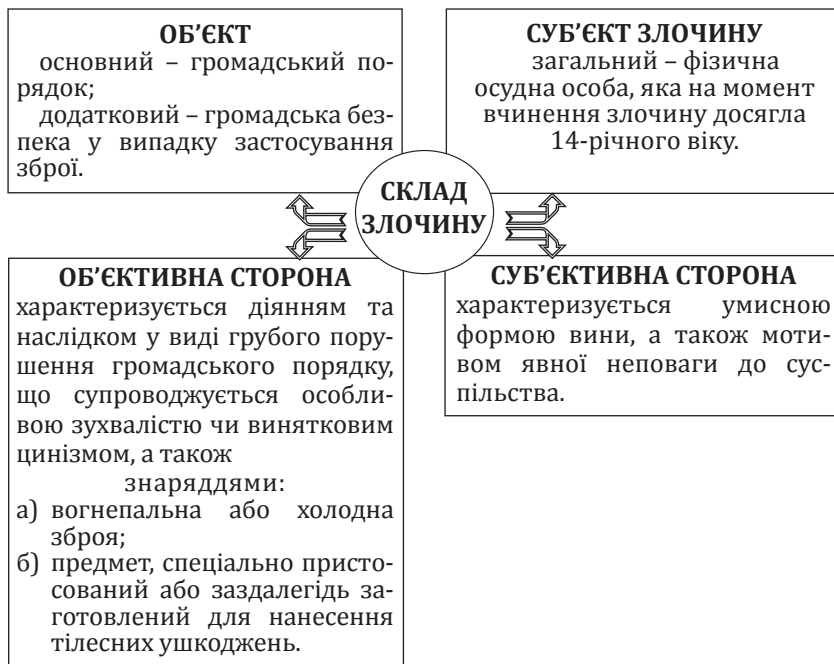 ОБ’ЄКТ
основний – громадський по-
рядок;
додатковий – громадська без-
пека у випадку застосування
зброї.
СУБ’ЄКТ ЗЛОЧИНУ
загальний – фізична
осудна особа, яка на момент
вчинення злочину досягла
14-річного віку.
СКЛАД
ЗЛОЧИНУ
ОБ’ЄКТИВНА СТОРОНА
характеризується діянням та
наслідком у виді грубого пору-
шення громадського порядку,
що супроводжується особли-
вою зухвалістю чи винятковим
цинізмом, а також
знаряддями:
а) вогнепальна або холодна
зброя;
б) предмет, спеціально присто-
сований або заздалегідь за-
готовлений для нанесення
тілесних ушкоджень.
СУБ’ЄКТИВНА СТОРОНА
характеризується умисною
формою вини, а також моти-
вом явної неповаги до сус-
пільства.